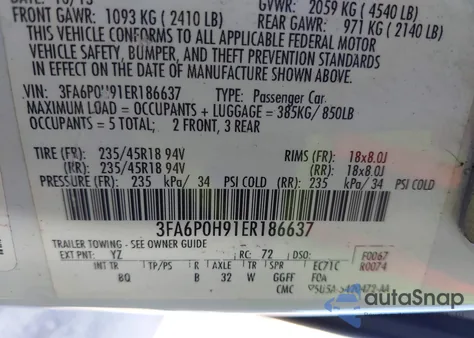 FRONT GAWR: 1093 KG (2410 LB)
GVWR: 2059 KG (4540 LB)
REAR GAWR: 971 KG (2140 LB)
THIS VEHICLE CONFORMS TO ALL APPLICABLE FEDERAL MOTOR
VEHICLE SAFETY, BUMPER, AND THEFT PREVENTION STANDARDS
IN EFFECT ON THE DATE OF MANUFACTURE SHOWN ABOVE.
VIN: 3FA6P0H91ER186637 TYPE: Passenger Car
MAXIMUM LOAD = OCCUPANTS + LUGGAGE = 385KG/ 850LB
OCCUPANTS = 5 TOTAL; 2 FRONT, 3 REAR
TIRE (FR): 235/45R18 94V RIMS (FR): 18x8.0J
(RR): 235/45R18 94V (RR): 18x8.0J
PRESSURE (FR): 235 kPa/ 34 PSI COLD (RR): 235 kPa/ 34 PSI COLD
3FA6P0H91ER186637
TRAILER TOWING - SEE OWNER GUIDE
EXT PNT: YZ RC: 72 DSO: F0067
R0074
INT TR TP/PS R AXLE TR SPR EC71C
8Q B 32 W GGFF FOA
CMC
autoSnap